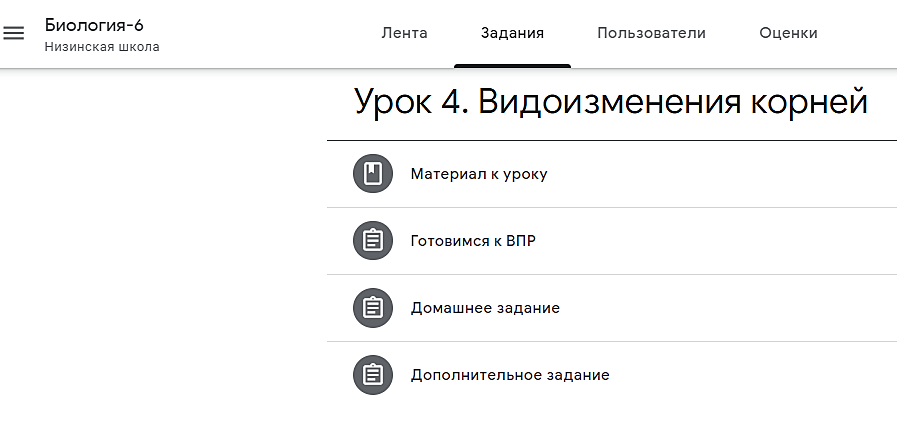 Биология-6
Низинская школа
Лента
Задания
Пользователи
Оценки
Урок 4. Видоизменения корней
Материал к уроку
Готовимся к ВПР
Домашнее задание
Дополнительное задание